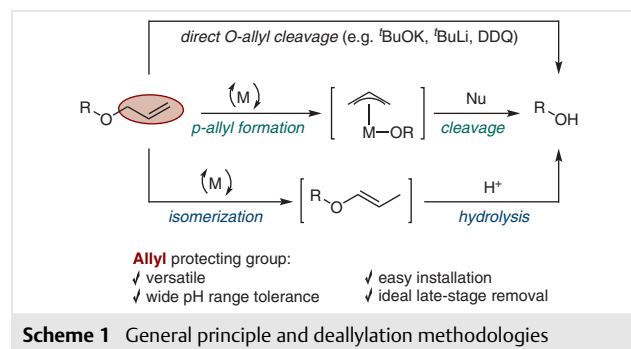 direct O-allyl cleavage (e.g. ᵗBuOK, ᵗBuLi, DDQ)
R O (M) p-allyl formation M OR Nu cleavage R OH
(M) isomerization R O H⁺ hydrolysis
Allyl protecting group:
✓ versatile ✓ easy installation
✓ wide pH range tolerance ✓ ideal late-stage removal
Scheme 1 General principle and deallylation methodologies